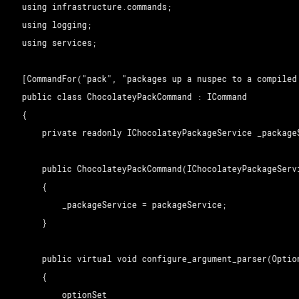 using infrastructure.commands;
using logging;
using services;
[CommandFor("pack", "packages up a nuspec to a compiled
public class ChocolateyPackCommand : ICommand
{
private readonly IChocolateyPackageService _packageS
public ChocolateyPackCommand(IChocolateyPackageServi
{
_packageService = packageService;
}
public virtual void configure_argument_parser(Option
{
optionSet